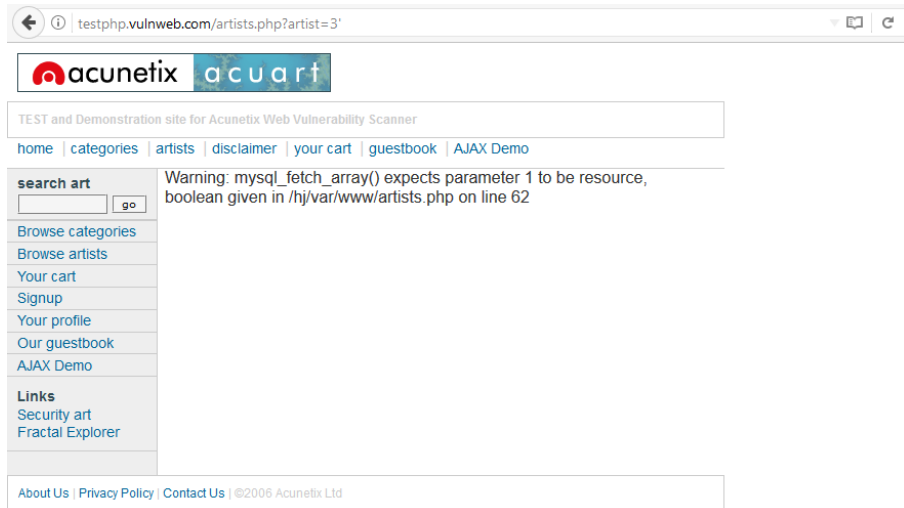 testphp.vulnweb.com/artists.php?artist=3'
acunetix acuart
TEST and Demonstration site for Acunetix Web Vulnerability Scanner
home | categories | artists | disclaimer | your cart | guestbook | AJAX Demo
search art
go
Browse categories
Browse artists
Your cart
Signup
Your profile
Our guestbook
AJAX Demo
Links
Security art
Fractal Explorer
Warning: mysql_fetch_array() expects parameter 1 to be resource,
boolean given in /hj/var/www/artists.php on line 62
About Us | Privacy Policy | Contact Us | ©2006 Acunetix Ltd